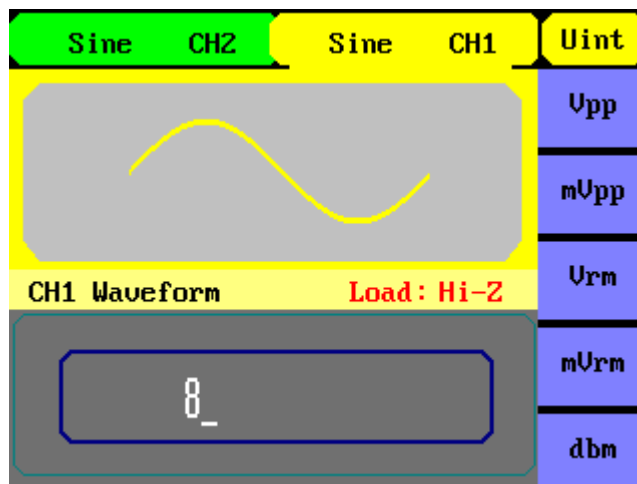 Sine CH2 Sine CH1 Uint
Vpp
mVpp
Vrm
mVrm
dbm
CH1 Waveform Load: Hi-Z
8_